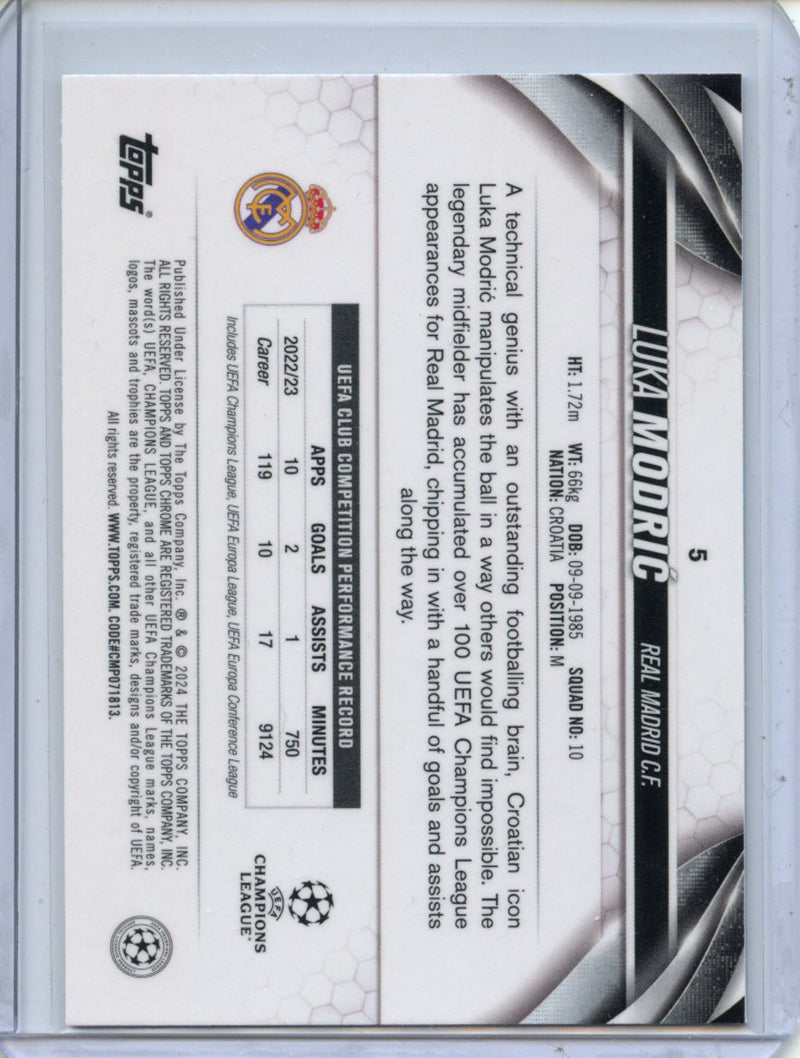 5
LUKA MODRIĆ REAL MADRID C.F.
HT: 1.72m WT: 66kg DOB: 09-09-1985 SQUAD NO: 10
NATION: CROATIA POSITION: M
A technical genius with an outstanding footballing brain, Croatian icon
Luka Modrić manipulates the ball in a way others would find impossible. The
legendary midfielder has accumulated over 100 UEFA Champions League
appearances for Real Madrid, chipping in with a handful of goals and assists
along the way.
UEFA CLUB COMPETITION PERFORMANCE RECORD
APPS GOALS ASSISTS MINUTES
2022/23 10 2 1 750
Career 119 10 17 9124
Includes UEFA Champions League, UEFA Europa League, UEFA Europa Conference League
UEFA
CHAMPIONS
LEAGUE®
topps®
Published Under License by The Topps Company, Inc. ® & © 2024 THE TOPPS COMPANY, INC.
ALL RIGHTS RESERVED. TOPPS AND TOPPS CHROME ARE REGISTERED TRADEMARKS OF THE TOPPS COMPANY, INC.
The word(s) UEFA, CHAMPIONS LEAGUE, and all other UEFA Champions League marks, names,
logos, mascots and trophies are the property, registered trade marks, designs and/or copyright of UEFA.
All rights reserved. WWW.TOPPS.COM. CODE#CMP071813.